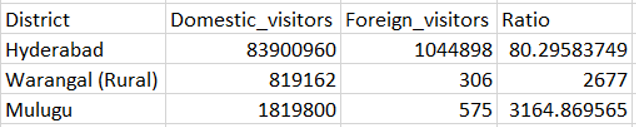 District Domestic_visitors Foreign_visitors Ratio
Hyderabad 83900960 1044898 80.29583749
Warangal (Rural) 819162 306 2677
Mulugu 1819800 575 3164.869565